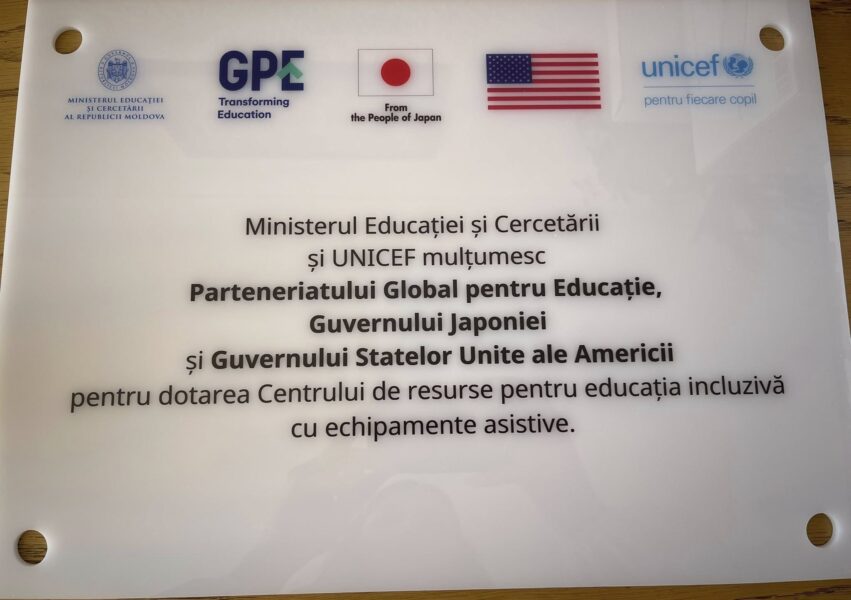 MINISTERUL EDUCAȚIEI
ȘI CERCETĂRII
AL REPUBLICII MOLDOVA
GPE
Transforming
Education
From
the People of Japan
unicef
pentru fiecare copil
Ministerul Educației și Cercetării
și UNICEF mulțumesc
Parteneriatului Global pentru Educație,
Guvernului Japoniei
și Guvernului Statelor Unite ale Americii
pentru dotarea Centrului de resurse pentru educația incluzivă
cu echipamente asistive.